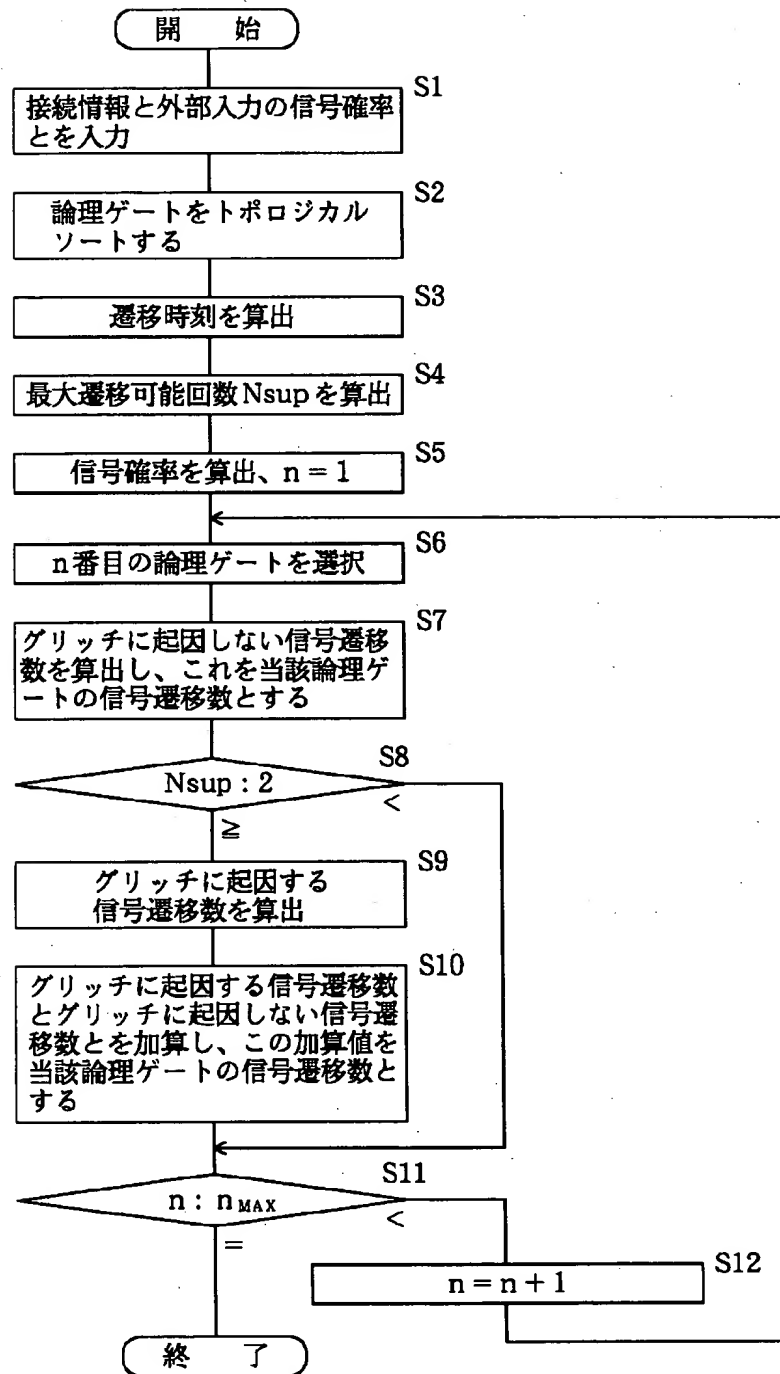 開 始
S1
接続情報と外部入力の信号確率
とを入力
S2
論理ゲートをトポロジカル
ソートする
S3
遷移時刻を算出
S4
最大遷移可能回数Nsupを算出
S5
信号確率を算出、n = 1
S6
n番目の論理ゲートを選択
S7
グリッチに起因しない信号遷移
数を算出し、これを当該論理ゲ
ートの信号遷移数とする
S8
Nsup : 2
<
≧
S9
グリッチに起因する
信号遷移数を算出
S10
グリッチに起因する信号遷移数
とグリッチに起因しない信号遷
移数とを加算し、この加算値を
当該論理ゲートの信号遷移数と
する
S11
n : nMAX
<
=
S12
n = n + 1
終 了